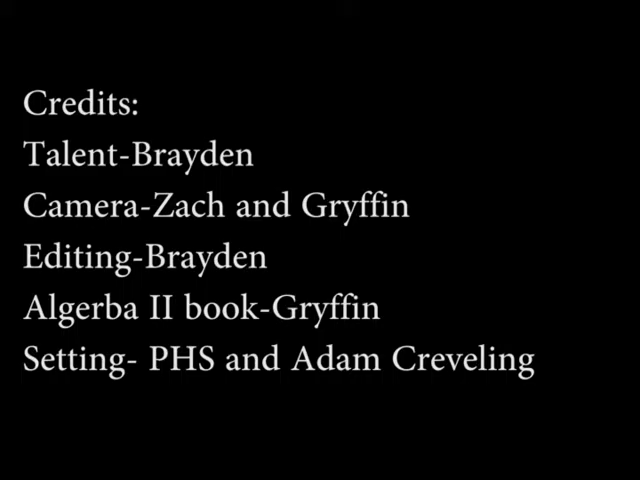 Credits:
Talent-Brayden
Camera-Zach and Gryffin
Editing-Brayden
Algerba II book-Gryffin
Setting- PHS and Adam Creveling